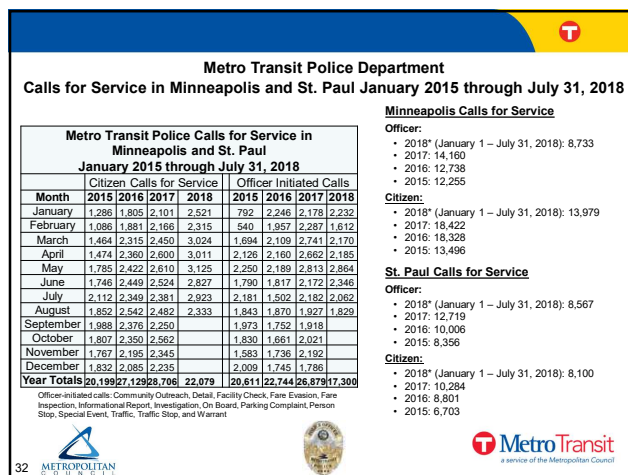 T
Metro Transit Police Department
Calls for Service in Minneapolis and St. Paul January 2015 through July 31, 2018
Metro Transit Police Calls for Service in
Minneapolis and St. Paul
January 2015 through July 31, 2018
Citizen Calls for Service Officer Initiated Calls
Month 2015 2016 2017 2018 2015 2016 2017 2018
January 1,286 1,805 2,101 2,521 792 2,246 2,178 2,232
February 1,086 1,881 2,166 2,315 540 1,957 2,287 1,612
March 1,464 2,315 2,450 3,024 1,694 2,109 2,741 2,170
April 1,474 2,360 2,600 3,011 2,126 2,160 2,662 2,185
May 1,785 2,422 2,610 3,125 2,250 2,189 2,813 2,864
June 1,746 2,449 2,524 2,827 1,790 1,817 2,172 2,346
July 2,112 2,349 2,381 2,923 2,181 1,502 2,182 2,062
August 1,852 2,542 2,482 2,333 1,843 1,870 1,927 1,829
September 1,988 2,376 2,250 1,973 1,752 1,918
October 1,807 2,350 2,562 1,830 1,661 2,021
November 1,767 2,195 2,345 1,583 1,736 2,192
December 1,832 2,085 2,235 2,009 1,745 1,786
Year Totals 20,199 27,129 28,706 22,079 20,611 22,744 26,879 17,300
Officer-initiated calls: Community Outreach, Detail, Facility Check, Fare Evasion, Fare
Inspection, Informational Report, Investigation, On Board, Parking Complaint, Person
Stop, Special Event, Traffic, Traffic Stop, and Warrant
Minneapolis Calls for Service
Officer:
• 2018* (January 1 – July 31, 2018): 8,733
• 2017: 14,160
• 2016: 12,738
• 2015: 12,255
Citizen:
• 2018* (January 1 – July 31, 2018): 13,979
• 2017: 18,422
• 2016: 18,328
• 2015: 13,496
St. Paul Calls for Service
Officer:
• 2018* (January 1 – July 31, 2018): 8,567
• 2017: 12,719
• 2016: 10,006
• 2015: 8,356
Citizen:
• 2018* (January 1 – July 31, 2018): 8,100
• 2017: 10,284
• 2016: 8,801
• 2015: 6,703
32
METROPOLITAN
COUNCIL
T MetroTransit
a service of the Metropolitan Council